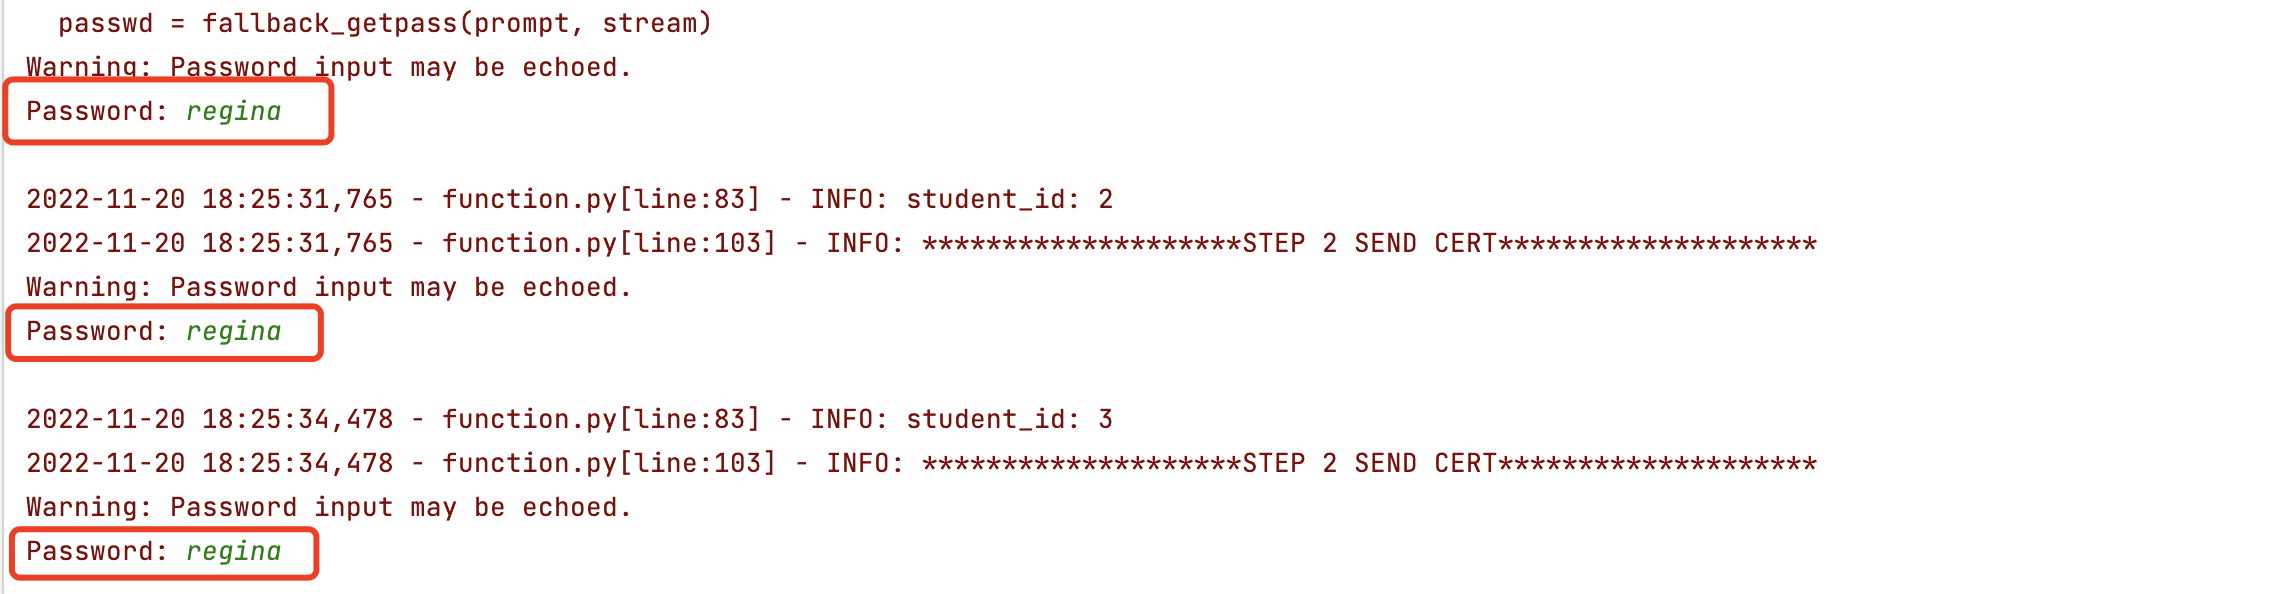 passwd = fallback_getpass(prompt, stream)
Warning: Password input may be echoed.
Password: regina
2022-11-20 18:25:31,765 - function.py[line:83] - INFO: student_id: 2
2022-11-20 18:25:31,765 - function.py[line:103] - INFO: ********************STEP 2 SEND CERT********************
Warning: Password input may be echoed.
Password: regina
2022-11-20 18:25:34,478 - function.py[line:83] - INFO: student_id: 3
2022-11-20 18:25:34,478 - function.py[line:103] - INFO: ********************STEP 2 SEND CERT********************
Warning: Password input may be echoed.
Password: regina